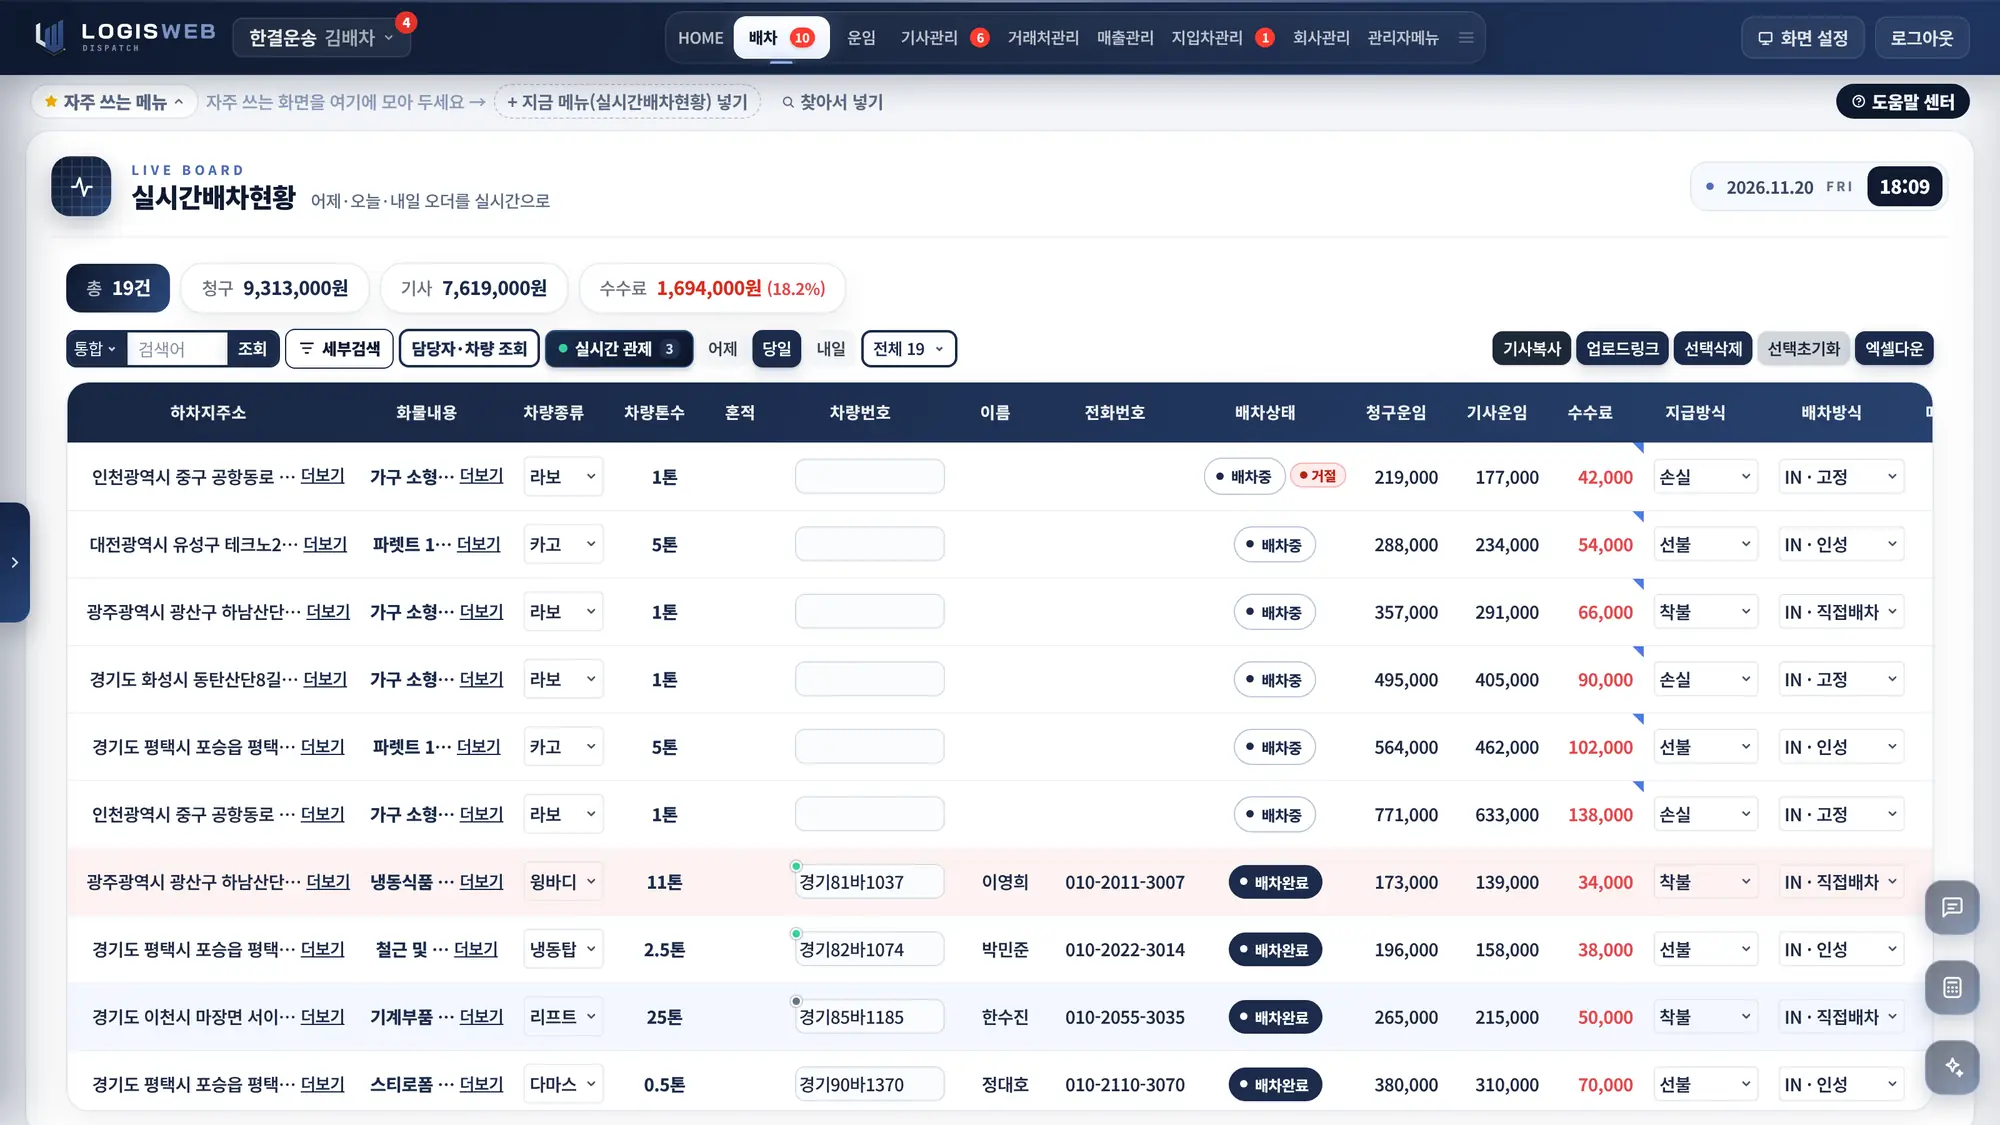 LOGISWEB
DISPATCH
한결운송 김배차 4
HOME 배차 10 운임 기사관리 6 거래처관리 매출관리 지입차관리 1 회사관리 관리자메뉴
화면 설정 로그아웃
자주 쓰는 메뉴 자주 쓰는 화면을 여기에 모아 두세요 → + 지금 메뉴(실시간배차현황) 넣기 찾아서 넣기 도움말 센터
LIVE BOARD
실시간배차현황 어제·오늘·내일 오더를 실시간으로
2026.11.20 FRI 18:09
총 19건 청구 9,313,000원 기사 7,619,000원 수수료 1,694,000원 (18.2%)
통합 검색어 조회 세부검색 담당자·차량 조회 실시간 관제 3 어제 당일 내일 전체 19 기사복사 업로드링크 선택삭제 선택초기화 엑셀다운
하차지주소 화물내용 차량종류 차량톤수 혼적 차량번호 이름 전화번호 배차상태 청구운임 기사운임 수수료 지급방식 배차방식
인천광역시 중구 공항동로 ··· 더보기 가구 소형··· 더보기 라보 1톤 배차중 거절 219,000 177,000 42,000 손실 IN · 고정
대전광역시 유성구 테크노2··· 더보기 파렛트 1··· 더보기 카고 5톤 배차중 288,000 234,000 54,000 선불 IN · 인성
광주광역시 광산구 하남산단··· 더보기 가구 소형··· 더보기 라보 1톤 배차중 357,000 291,000 66,000 착불 IN · 직접배차
경기도 화성시 동탄산단8길··· 더보기 가구 소형··· 더보기 라보 1톤 배차중 495,000 405,000 90,000 손실 IN · 고정
경기도 평택시 포승읍 평택··· 더보기 파렛트 1··· 더보기 카고 5톤 배차중 564,000 462,000 102,000 선불 IN · 인성
인천광역시 중구 공항동로 ··· 더보기 가구 소형··· 더보기 라보 1톤 배차중 771,000 633,000 138,000 손실 IN · 고정
광주광역시 광산구 하남산단··· 더보기 냉동식품 ··· 더보기 윙바디 11톤 경기81바1037 이영희 010-2011-3007 배차완료 173,000 139,000 34,000 착불 IN · 직접배차
경기도 평택시 포승읍 평택··· 더보기 철근 및 ··· 더보기 냉동탑 2.5톤 경기82바1074 박민준 010-2022-3014 배차완료 196,000 158,000 38,000 선불 IN · 인성
경기도 이천시 마장면 서이··· 더보기 기계부품 ··· 더보기 리프트 25톤 경기85바1185 한수진 010-2055-3035 배차완료 265,000 215,000 50,000 착불 IN · 직접배차
경기도 평택시 포승읍 평택··· 더보기 스티로폼 ··· 더보기 다마스 0.5톤 경기90바1370 정대호 010-2110-3070 배차완료 380,000 310,000 70,000 선불 IN · 인성